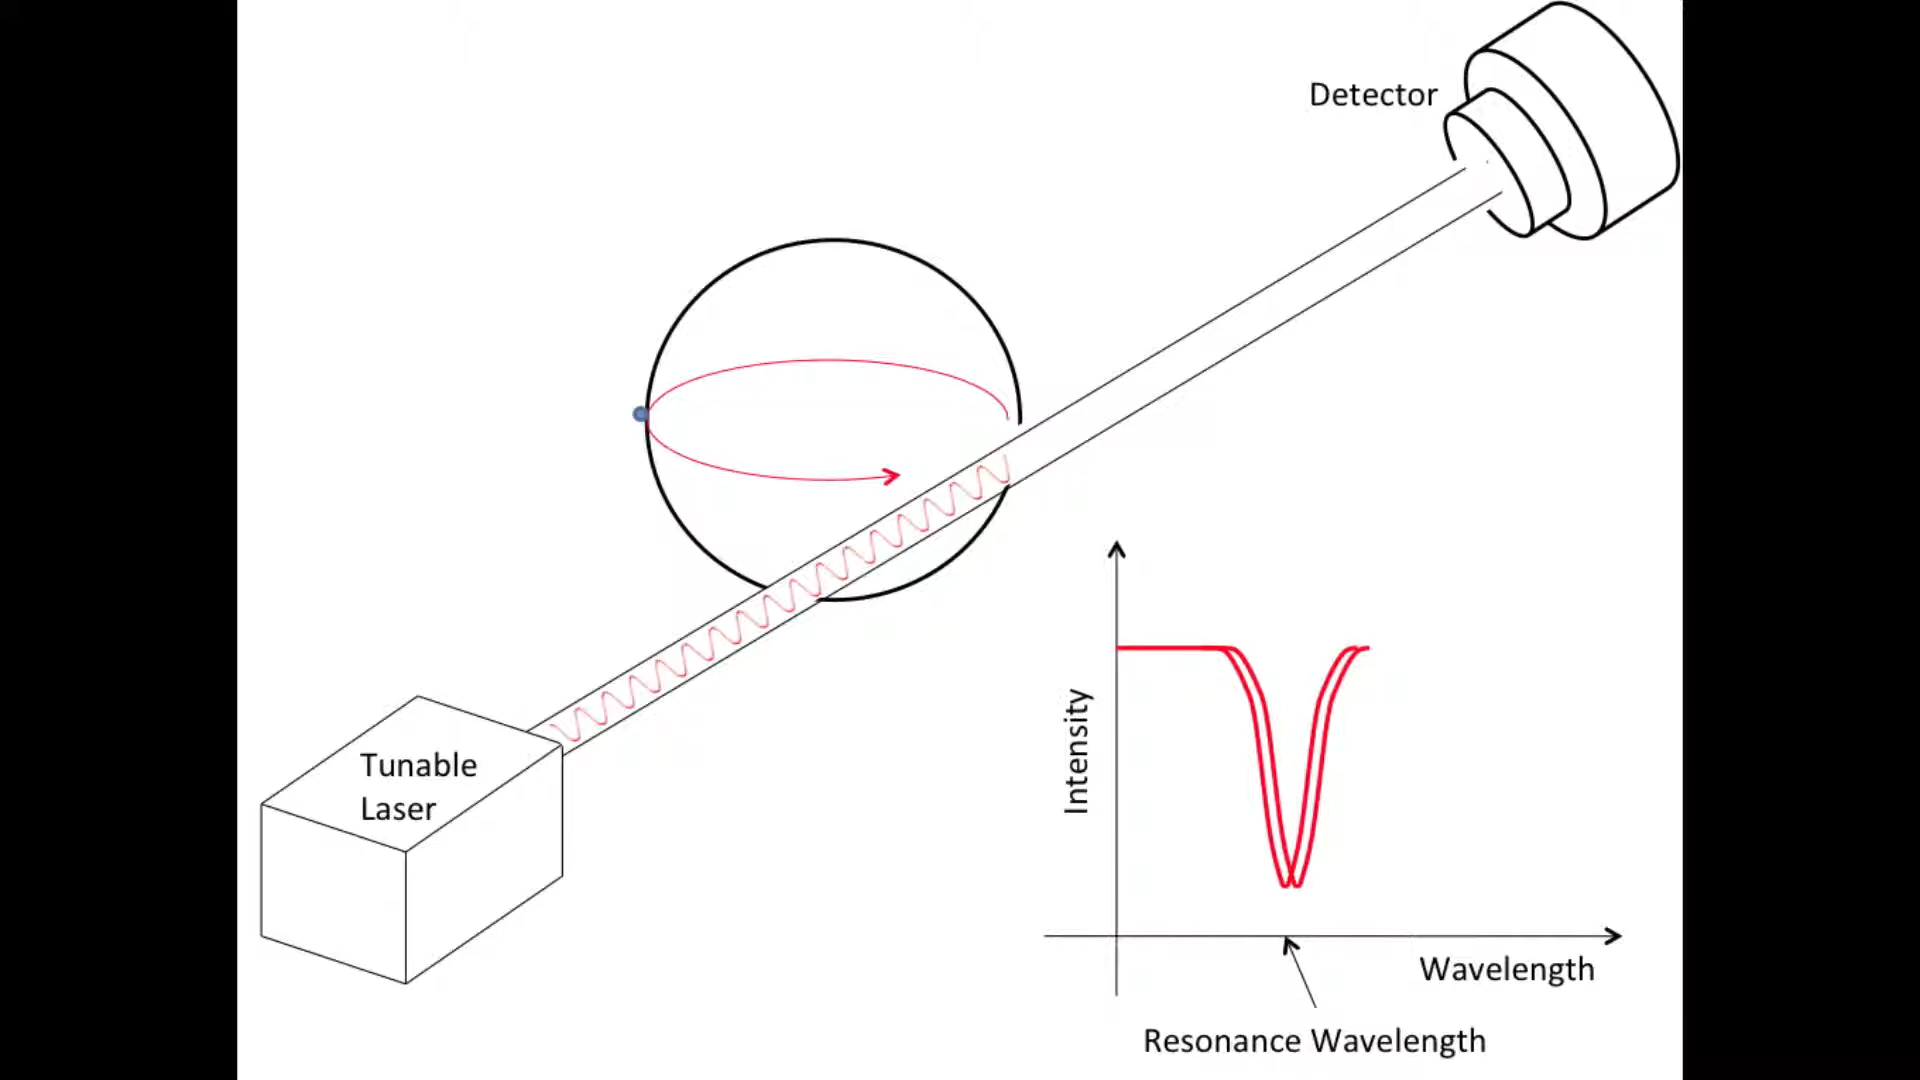 Detector
Tunable
Laser
Intensity
Wavelength
Resonance Wavelength